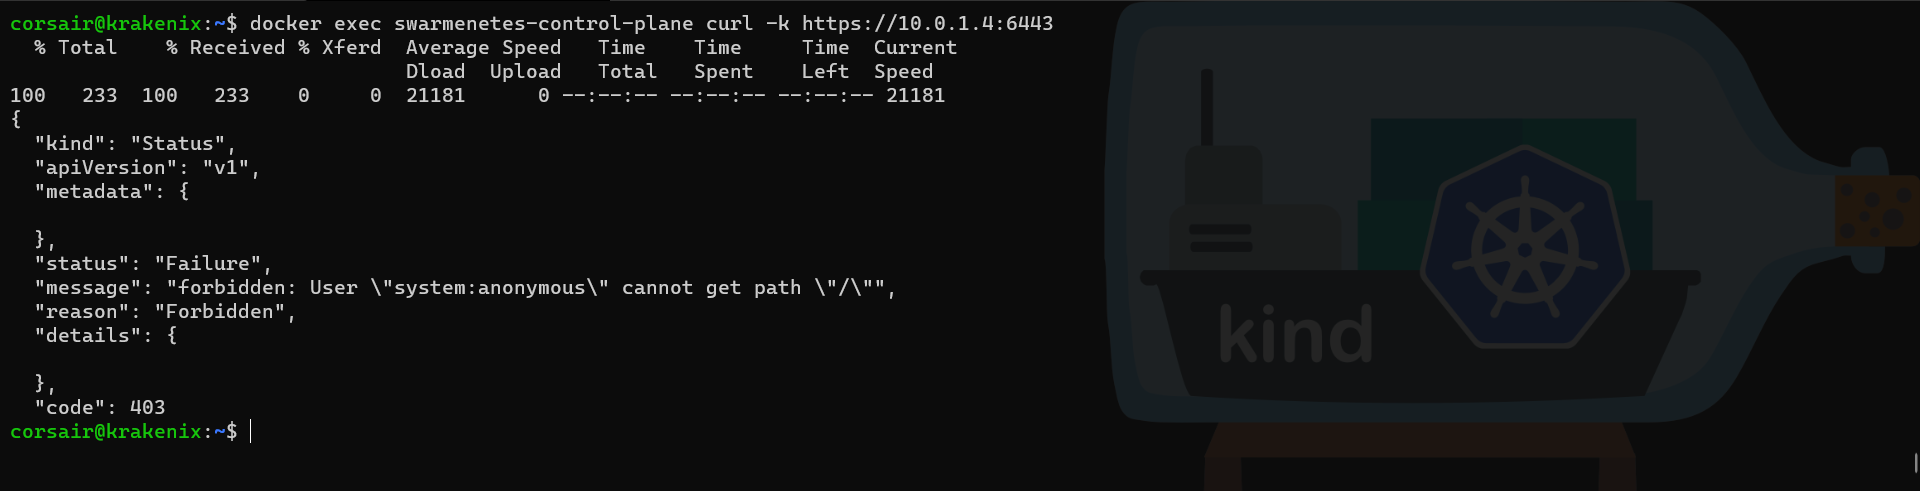 corsair@krakenix:~$ docker exec swarmenetes-control-plane curl -k https://10.0.1.4:6443
  % Total    % Received % Xferd  Average Speed   Time    Time     Time  Current
                                 Dload  Upload   Total   Spent    Left  Speed
100   233  100   233    0     0  21181      0 --:--:-- --:--:-- --:--:-- 21181
{
  "kind": "Status",
  "apiVersion": "v1",
  "metadata": {

  },
  "status": "Failure",
  "message": "forbidden: User \"system:anonymous\" cannot get path \"/\"",
  "reason": "Forbidden",
  "details": {

  },
  "code": 403
corsair@krakenix:~$
kind